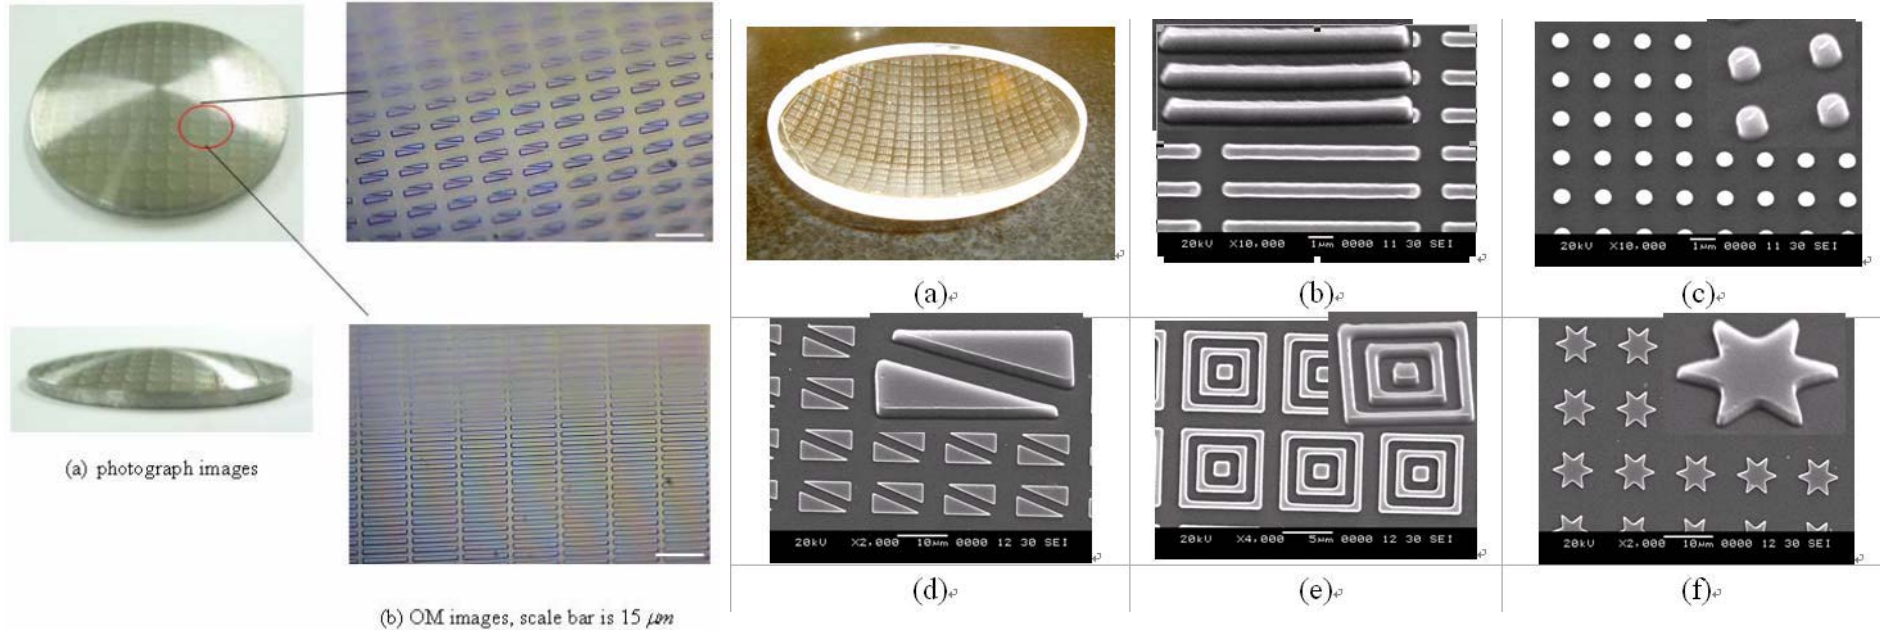 (a) photograph images
(b) OM images, scale bar is 15 μm
(a)
20kV X10,000 1μm 0000 11 30 SEI
(b)
20kV X10,000 1μm 0000 11 30 SEI
(c)
20kV X2,000 10μm 0000 12 30 SEI
(d)
20kV X4,000 5μm 0000 12 30 SEI
(e)
20kV X2,000 10μm 0000 12 30 SEI
(f)